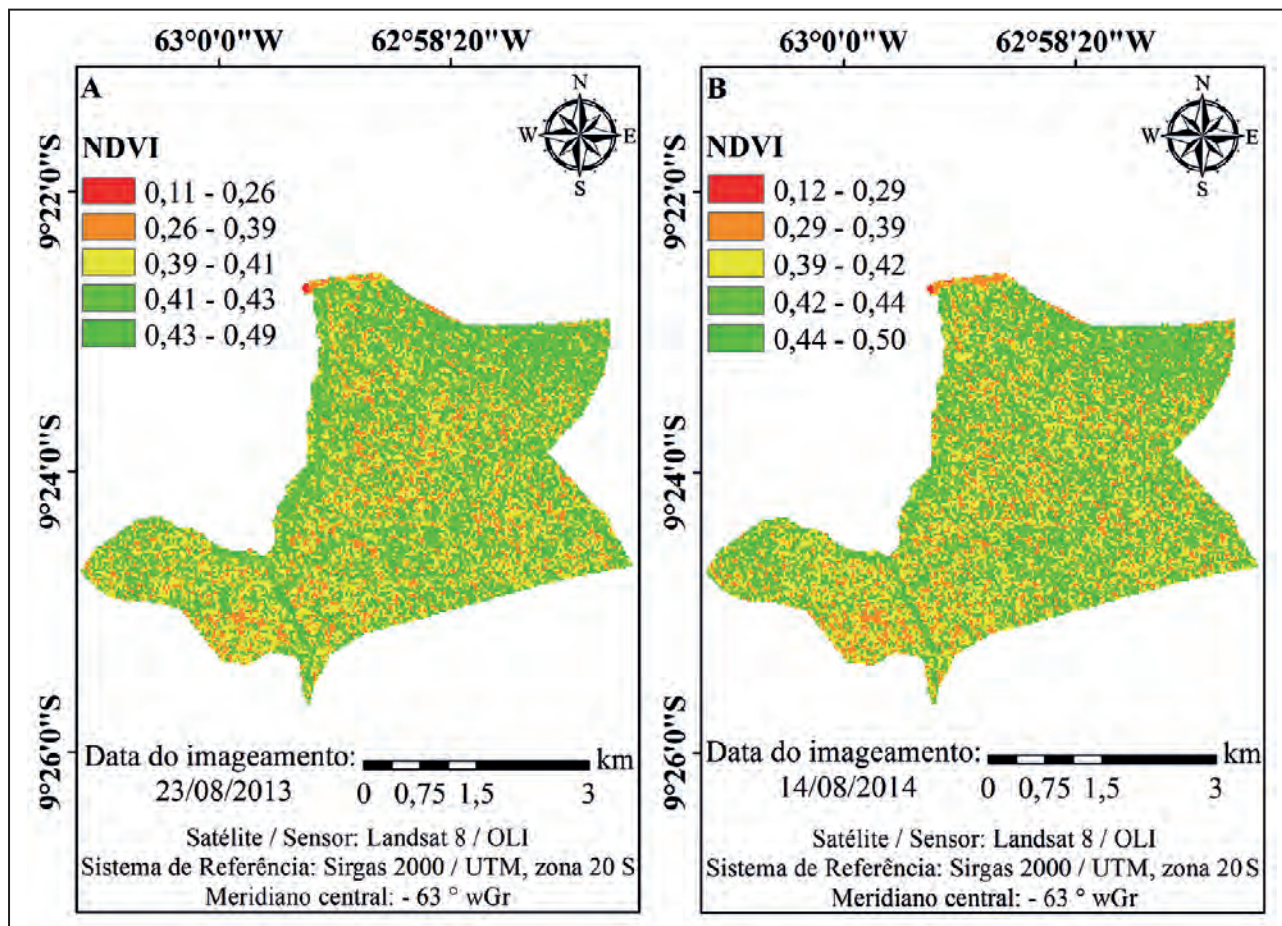 63°0'0"W 62°58'20"W
A
N
W E
S
NDVI
0,11 - 0,26
0,26 - 0,39
0,39 - 0,41
0,41 - 0,43
0,43 - 0,49
9°22'0"S
9°24'0"S
9°26'0"S
Data do imageamento:
23/08/2013
km
0 0,75 1,5 3
Satélite / Sensor: Landsat 8 / OLI
Sistema de Referência: Sirgas 2000 / UTM, zona 20 S
Meridiano central: - 63 ° wGr
63°0'0"W 62°58'20"W
B
N
W E
S
NDVI
0,12 - 0,29
0,29 - 0,39
0,39 - 0,42
0,42 - 0,44
0,44 - 0,50
9°22'0"S
9°24'0"S
9°26'0"S
Data do imageamento:
14/08/2014
km
0 0,75 1,5 3
Satélite / Sensor: Landsat 8 / OLI
Sistema de Referência: Sirgas 2000 / UTM, zona 20 S
Meridiano central: - 63 ° wGr